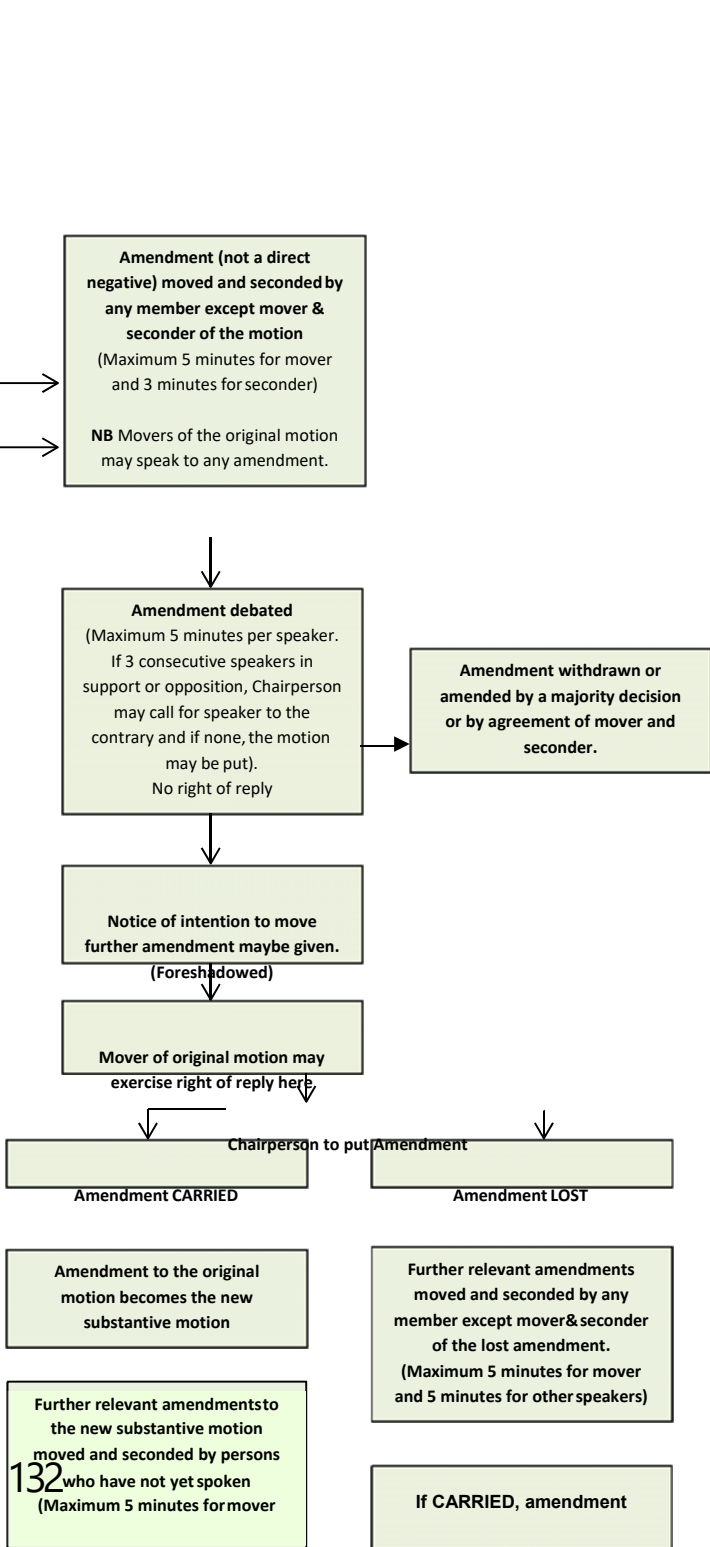 Amendment (not a direct
negative) moved and seconded by
any member except mover &
seconder of the motion
(Maximum 5 minutes for mover
and 3 minutes for seconder)
NB Movers of the original motion
may speak to any amendment.
Amendment debated
(Maximum 5 minutes per speaker.
If 3 consecutive speakers in
support or opposition, Chairperson
may call for speaker to the
contrary and if none, the motion
may be put).
No right of reply
Amendment withdrawn or
amended by a majority decision
or by agreement of mover and
seconder.
Notice of intention to move
further amendment maybe given.
(Foreshadowed)
Mover of original motion may
exercise right of reply here.
Chairperson to put Amendment
Amendment CARRIED
Amendment LOST
Amendment to the original
motion becomes the new
substantive motion
Further relevant amendments
moved and seconded by any
member except mover & seconder
of the lost amendment.
(Maximum 5 minutes for mover
and 5 minutes for other speakers)
Further relevant amendments to
the new substantive motion
moved and seconded by persons
who have not yet spoken
(Maximum 5 minutes for mover
132
If CARRIED, amendment